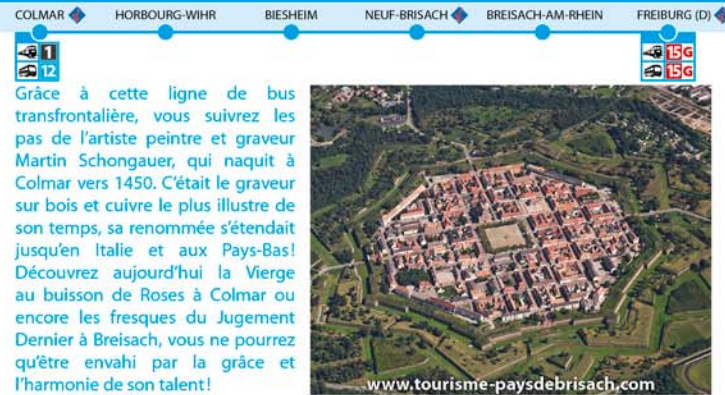 COLMAR HORBOURG-WIHR BIESHEIM NEUF-BRISACH BREISACH-AM-RHEIN FREIBURG (D)
1 15G
12 15G
Grâce à cette ligne de bus
transfrontalière, vous suivrez les
pas de l'artiste peintre et graveur
Martin Schongauer, qui naquit à
Colmar vers 1450. C'était le graveur
sur bois et cuivre le plus illustre de
son temps, sa renommée s'étendait
jusqu'en Italie et aux Pays-Bas!
Découvrez aujourd'hui la Vierge
au buisson de Roses à Colmar ou
encore les fresques du Jugement
Dernier à Breisach, vous ne pourrez
qu'être envahi par la grâce et
l'harmonie de son talent!
www.tourisme-paysdebrisach.com